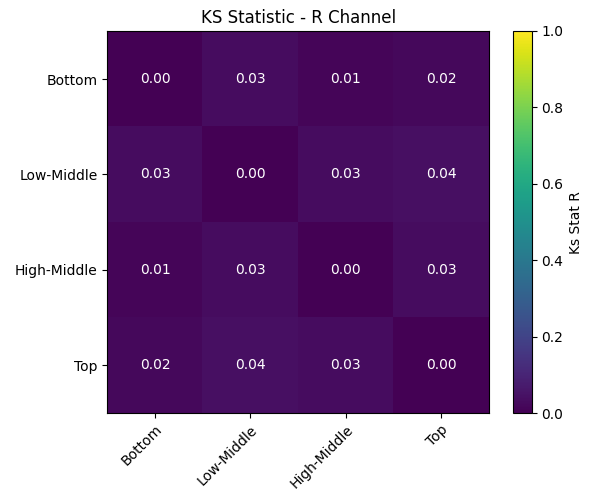 KS Statistic - R Channel
Bottom 0.00 0.03 0.01 0.02
Low-Middle 0.03 0.00 0.03 0.04
High-Middle 0.01 0.03 0.00 0.03
Top 0.02 0.04 0.03 0.00
Bottom Low-Middle High-Middle Top
1.0
0.8
0.6
0.4
0.2
0.0
Ks Stat R